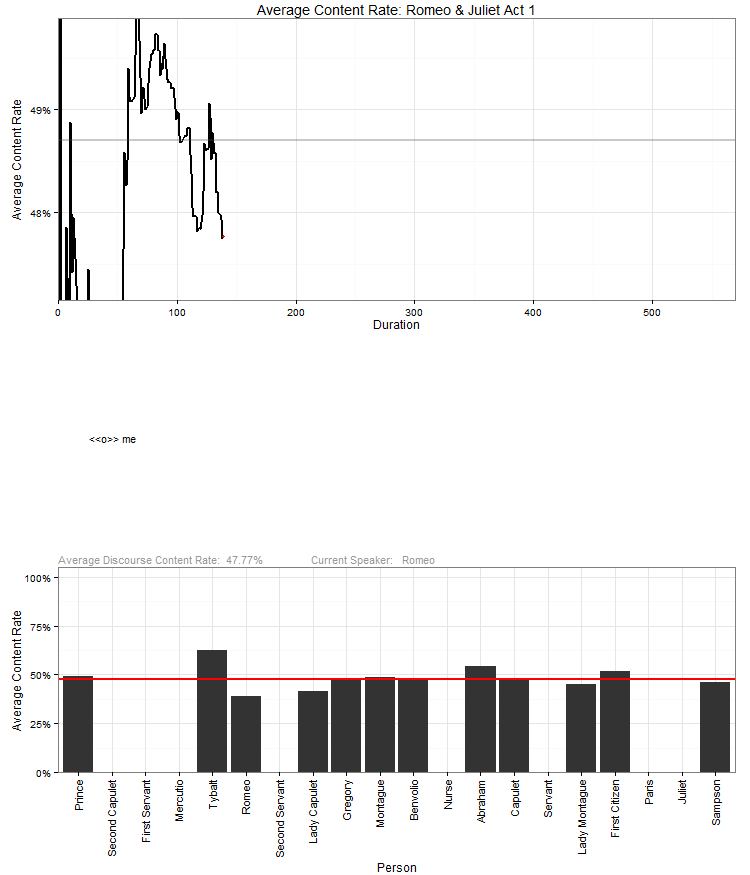 Average Content Rate: Romeo & Juliet Act 1
Average Content Rate
49%
48%
0 100 200 300 400 500
Duration
<<o>> me
Average Discourse Content Rate: 47.77% Current Speaker: Romeo
Average Content Rate
100%
75%
50%
25%
0%
Prince
Second Capulet
First Servant
Mercutio
Tybalt
Romeo
Second Servant
Lady Capulet
Gregory
Montague
Benvolio
Nurse
Abraham
Capulet
Servant
Lady Montague
First Citizen
Paris
Juliet
Sampson
Person